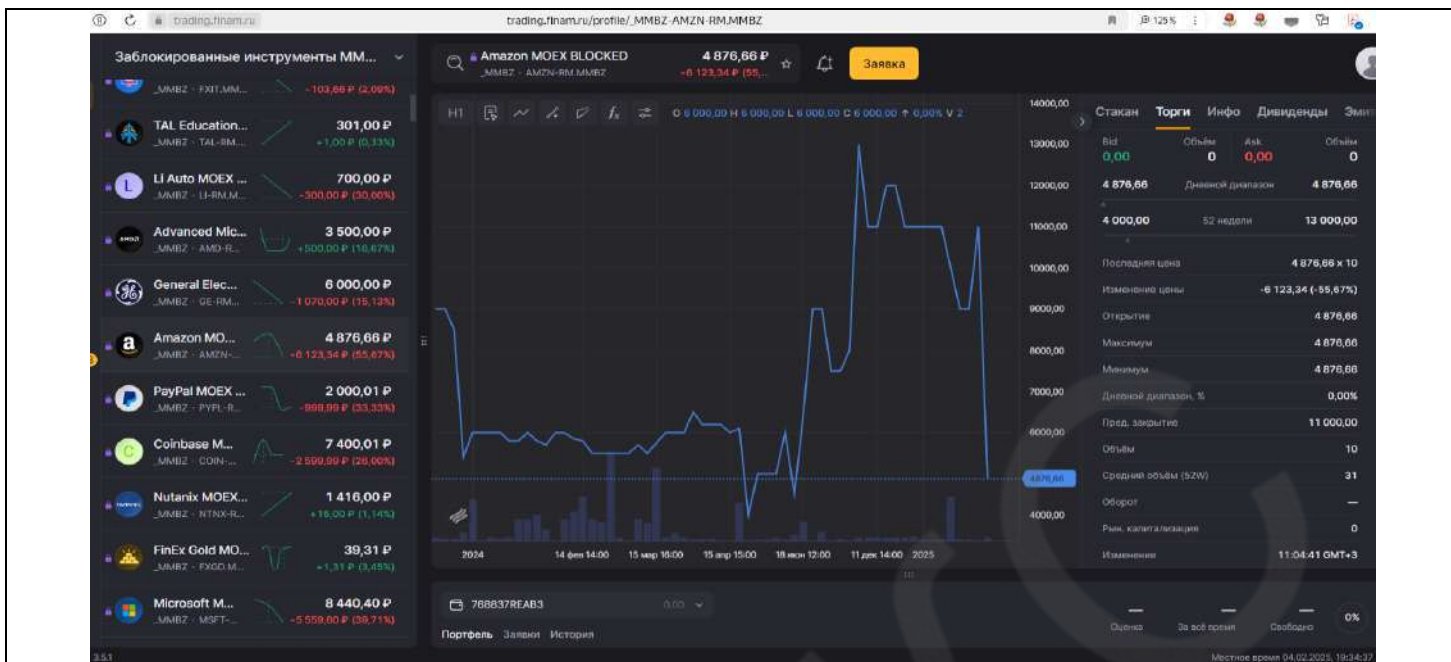 trading.finam.ru
trading.finam.ru/profile/_MMBZ-AMZN-RM.MMBZ
125 %
Заблокированные инструменты ММ...
_MMBZ · FXIT.MM...
-103,66 ₽ (2,09%)
TAL Education...
301,00 ₽
_MMBZ · TAL-RM...
+1,00 ₽ (0,33%)
Li Auto MOEX ...
700,00 ₽
_MMBZ · LI-RM.M...
-300,00 ₽ (30,00%)
Advanced Mic...
3 500,00 ₽
_MMBZ · AMD-R...
+500,00 ₽ (16,67%)
General Elec...
6 000,00 ₽
_MMBZ · GE-RM...
-1 070,00 ₽ (15,13%)
Amazon MO...
4 876,66 ₽
_MMBZ · AMZN-...
-6 123,34 ₽ (55,67%)
PayPal MOEX ...
2 000,01 ₽
_MMBZ · PYPL-R...
-999,99 ₽ (33,33%)
Coinbase M...
7 400,01 ₽
_MMBZ · COIN-...
-2 599,99 ₽ (26,00%)
Nutanix MOEX...
1 416,00 ₽
_MMBZ · NTNX-R...
+16,00 ₽ (1,14%)
FinEx Gold MO...
39,31 ₽
_MMBZ · FXGD.M...
+1,31 ₽ (3,45%)
Microsoft M...
8 440,40 ₽
_MMBZ · MSFT-...
-5 559,00 ₽ (39,71%)
3.5.1
Amazon MOEX BLOCKED
4 876,66 ₽
_MMBZ · AMZN-RM.MMBZ
-6 123,34 ₽ (55,...
Заявка
H1
O 6 000,00 H 6 000,00 L 6 000,00 C 6 000,00 ↑ 0,00% V 2
14000,00
13000,00
12000,00
11000,00
10000,00
9000,00
8000,00
7000,00
6000,00
4876,66
4000,00
2024
14 фев 14:00
15 мар 16:00
15 апр 15:00
18 июн 12:00
11 дек 14:00
2025
Стакан Торги Инфо Дивиденды Эмит
Bid Объём Ask Объём
0,00 0 0,00 0
4 876,66 Дневной диапазон 4 876,66
4 000,00 52 недели 13 000,00
Последняя цена 4 876,66 x 10
Изменение цены -6 123,34 (-55,67%)
Открытие 4 876,66
Максимум 4 876,66
Минимум 4 876,66
Дневной диапазон, % 0,00%
Пред. закрытие 11 000,00
Объём 10
Средний объём (52W) 31
Оборот —
Рын. капитализация 0
Изменение 11:04:41 GMT+3
768837REAB3
0,00
Портфель Заявки История
— — — 0%
Оценка За всё время Свободно
Местное время 04.02.2025, 19:34:37